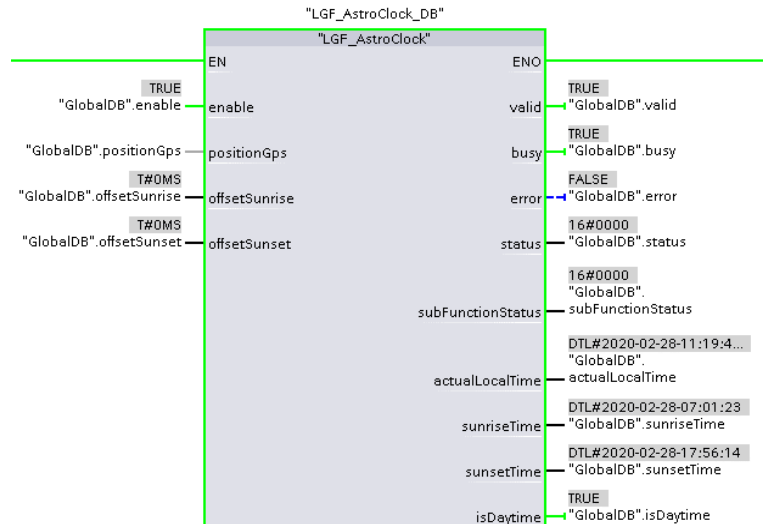 "LGF_AstroClock_DB"
"LGF_AstroClock"
EN ENO
TRUE TRUE
"GlobalDB".enable enable valid "GlobalDB".valid
TRUE
"GlobalDB".positionGps positionGps busy "GlobalDB".busy
T#0MS FALSE
"GlobalDB".offsetSunrise offsetSunrise error "GlobalDB".error
T#0MS 16#0000
"GlobalDB".offsetSunset offsetSunset status "GlobalDB".status
16#0000
"GlobalDB".
subFunctionStatus subFunctionStatus
DTL#2020-02-28-11:19:4...
"GlobalDB".
actualLocalTime actualLocalTime
DTL#2020-02-28-07:01:23
sunriseTime "GlobalDB".sunriseTime
DTL#2020-02-28-17:56:14
sunsetTime "GlobalDB".sunsetTime
TRUE
isDaytime "GlobalDB".isDaytime